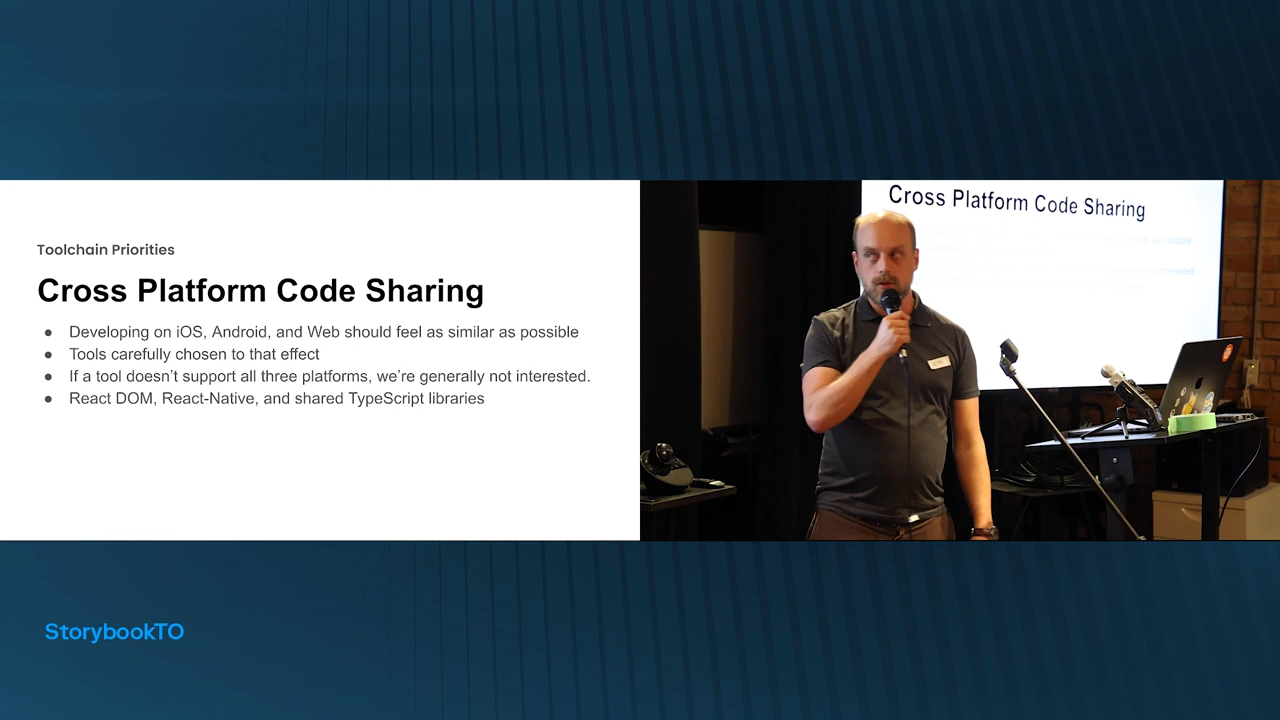 Toolchain Priorities
Cross Platform Code Sharing
● Developing on iOS, Android, and Web should feel as similar as possible
● Tools carefully chosen to that effect
● If a tool doesn’t support all three platforms, we’re generally not interested.
● React DOM, React-Native, and shared TypeScript libraries
Cross Platform Code Sharing
StorybookTO